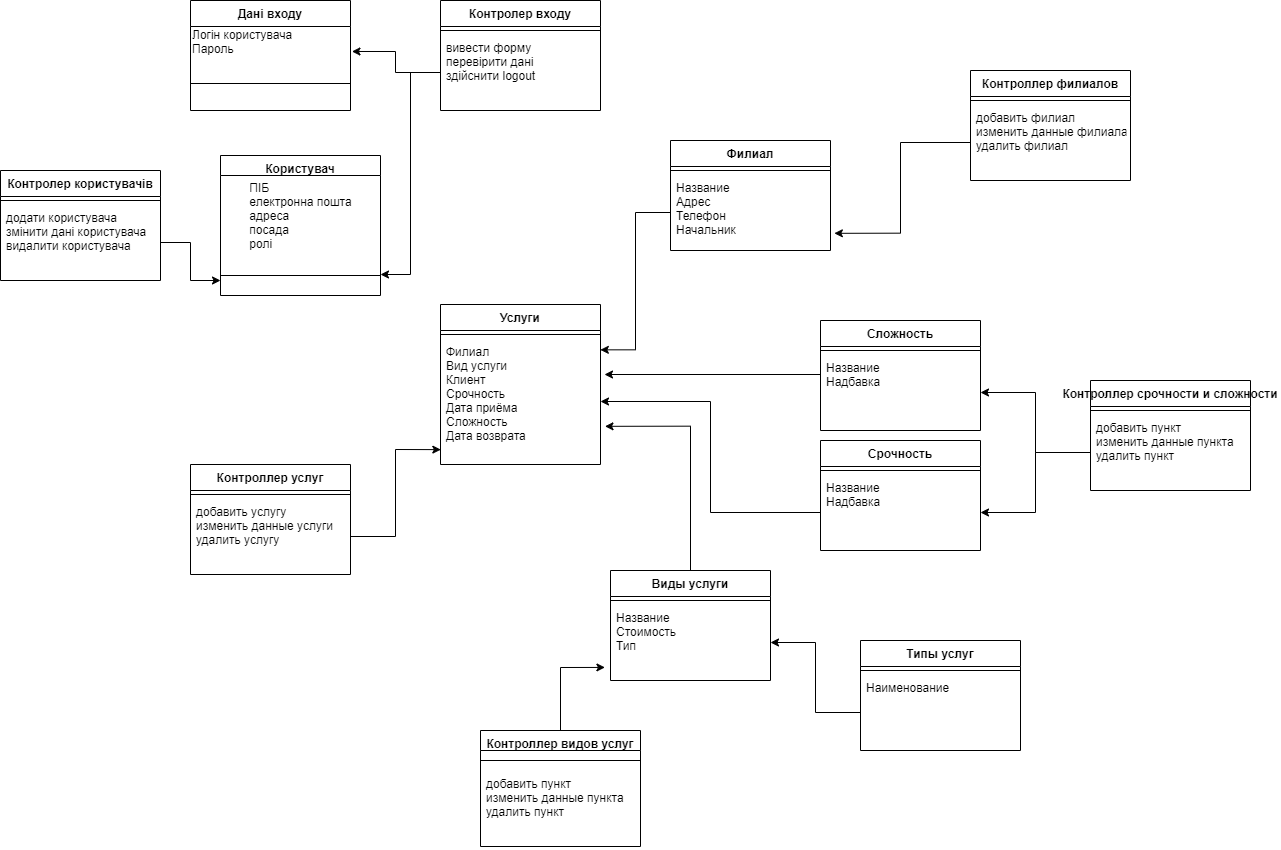 Дані входу
Логін користувача
Пароль
Контролер входу
вивести форму
перевірити дані
здійснити logout
Контроллер филиалов
добавить филиал
изменить данные филиала
удалить филиал
Филиал
Название
Адрес
Телефон
Начальник
Контролер користувачів
додати користувача
змінити дані користувача
видалити користувача
Користувач
ПІБ
електронна пошта
адреса
посада
ролі
Услуги
Филиал
Вид услуги
Клиент
Срочность
Дата приёма
Сложность
Дата возврата
Сложность
Название
Надбавка
Контроллер срочности и сложности
добавить пункт
изменить данные пункта
удалить пункт
Срочность
Название
Надбавка
Контроллер услуг
добавить услугу
изменить данные услуги
удалить услугу
Виды услуги
Название
Стоимость
Тип
Типы услуг
Наименование
Контроллер видов услуг
добавить пункт
изменить данные пункта
удалить пункт